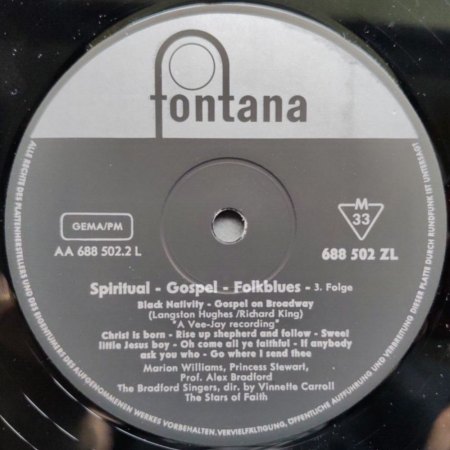 fontana
GEMA/PM
AA 688 502.2 L
M
33
688 502 ZL
Spiritual - Gospel - Folkblues - 3. Folge
Black Nativity - Gospel on Broadway
(Langston Hughes /Richard King)
"A Vee-Jay recording"
Christ is born - Rise up shepherd and follow - Sweet
little Jesus boy - Oh come all ye faithful - If anybody
ask you who - Go where I send thee
Marion Williams, Princess Stewart,
Prof. Alex Bradford
The Bradford Singers, dir. by Vinnette Carroll
The Stars of Faith
ALLE RECHTE DES PLATTENHERSTELLERS UND DES EIGENTÜMERS DES AUFGENOMMENEN WERKES VORBEHALTEN. VERVIELFÄLTIGUNG, ÖFFENTLICHE AUFFÜHRUNG UND VERWENDUNG DIESER PLATTE DURCH RUNDFUNK IST UNTERSAGT